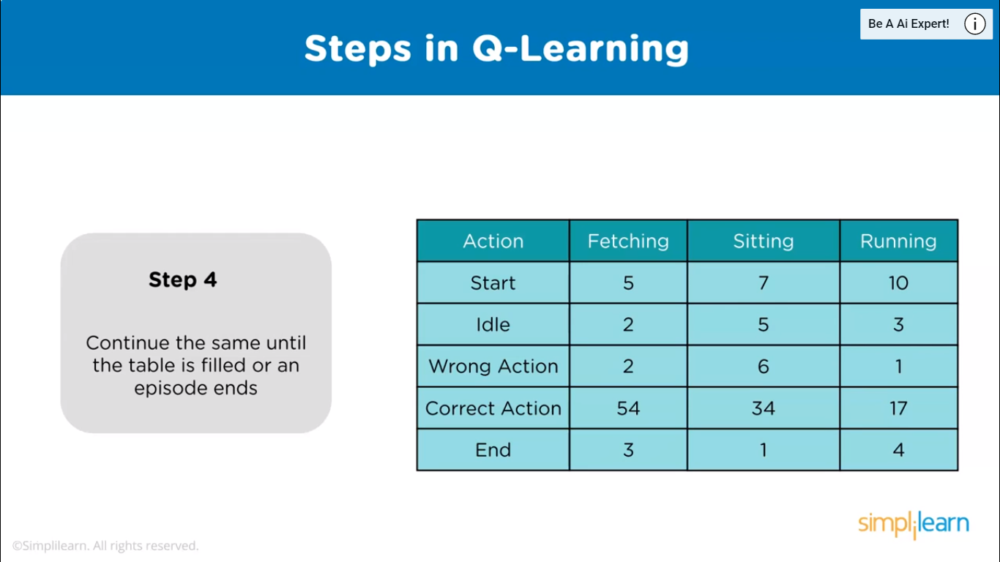 Be A Ai Expert!
Steps in Q-Learning
Step 4
Continue the same until
the table is filled or an
episode ends
Action Fetching Sitting Running
Start 5 7 10
Idle 2 5 3
Wrong Action 2 6 1
Correct Action 54 34 17
End 3 1 4
simplilearn
©Simplilearn. All rights reserved.